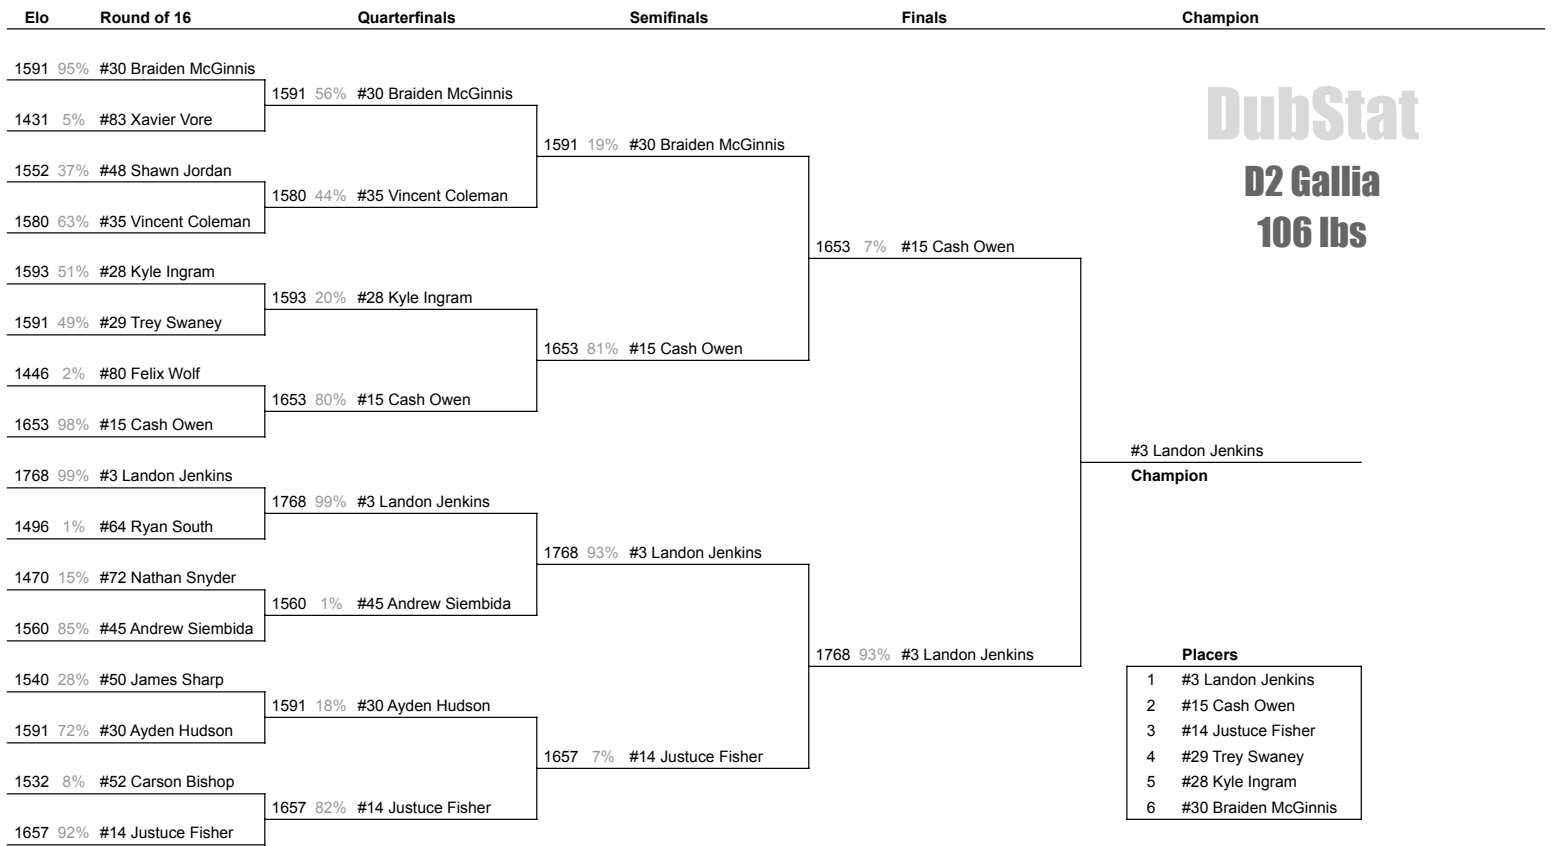 Elo Round of 16 Quarterfinals Semifinals Finals Champion
1591 95% #30 Braiden McGinnis
1591 56% #30 Braiden McGinnis
1431 5% #83 Xavier Vore
1591 19% #30 Braiden McGinnis
1552 37% #48 Shawn Jordan
1580 44% #35 Vincent Coleman
1580 63% #35 Vincent Coleman
1653 7% #15 Cash Owen
1593 51% #28 Kyle Ingram
1593 20% #28 Kyle Ingram
1591 49% #29 Trey Swaney
1653 81% #15 Cash Owen
1446 2% #80 Felix Wolf
1653 80% #15 Cash Owen
1653 98% #15 Cash Owen
#3 Landon Jenkins
Champion
1768 99% #3 Landon Jenkins
1768 99% #3 Landon Jenkins
1496 1% #64 Ryan South
1768 93% #3 Landon Jenkins
1470 15% #72 Nathan Snyder
1560 1% #45 Andrew Siembida
1560 85% #45 Andrew Siembida
1768 93% #3 Landon Jenkins
1540 28% #50 James Sharp
1591 18% #30 Ayden Hudson
1591 72% #30 Ayden Hudson
1657 7% #14 Justuce Fisher
1532 8% #52 Carson Bishop
1657 82% #14 Justuce Fisher
1657 92% #14 Justuce Fisher
DubStat
D2 Gallia
106 lbs
Placers
1 #3 Landon Jenkins
2 #15 Cash Owen
3 #14 Justuce Fisher
4 #29 Trey Swaney
5 #28 Kyle Ingram
6 #30 Braiden McGinnis